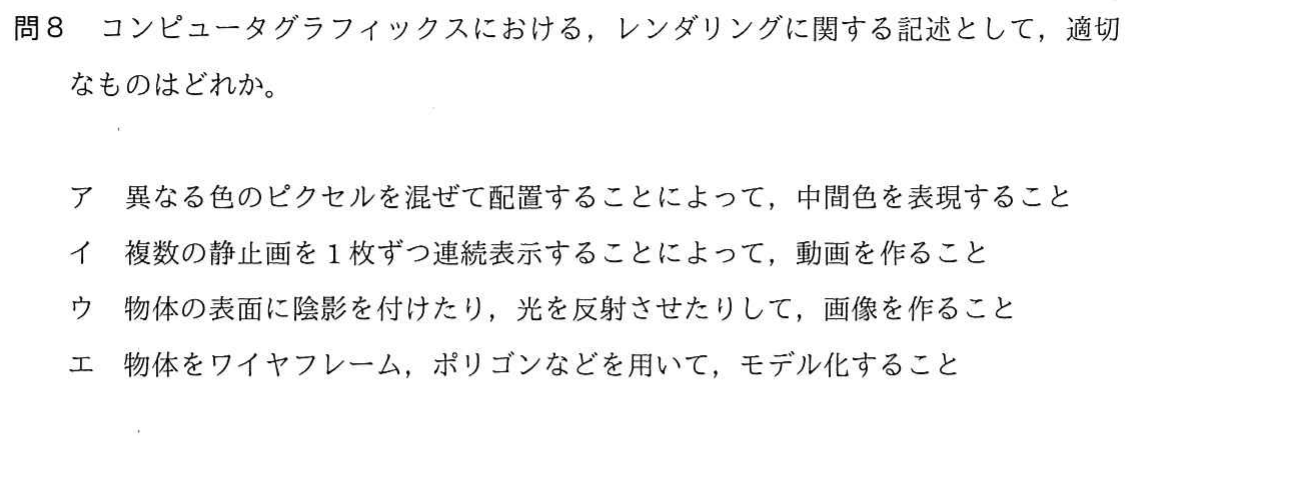 問8 コンピュータグラフィックスにおける，レンダリングに関する記述として，適切
なものはどれか。
ア 異なる色のピクセルを混ぜて配置することによって，中間色を表現すること
イ 複数の静止画を1枚ずつ連続表示することによって，動画を作ること
ウ 物体の表面に陰影を付けたり，光を反射させたりして，画像を作ること
エ 物体をワイヤフレーム，ポリゴンなどを用いて，モデル化すること